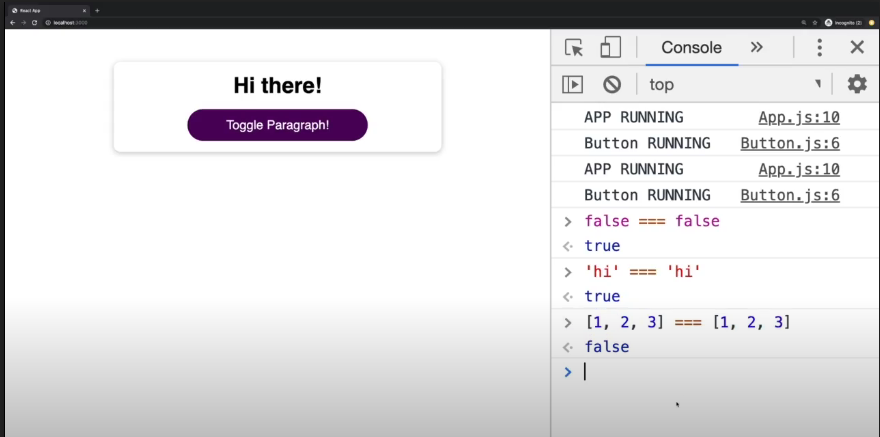 React App
localhost:3000
Incognito (2)
Hi there!
Toggle Paragraph!
Console
top
APP RUNNING App.js:10
Button RUNNING Button.js:6
APP RUNNING App.js:10
Button RUNNING Button.js:6
> false === false
<· true
> 'hi' === 'hi'
<· true
> [1, 2, 3] === [1, 2, 3]
<· false
>